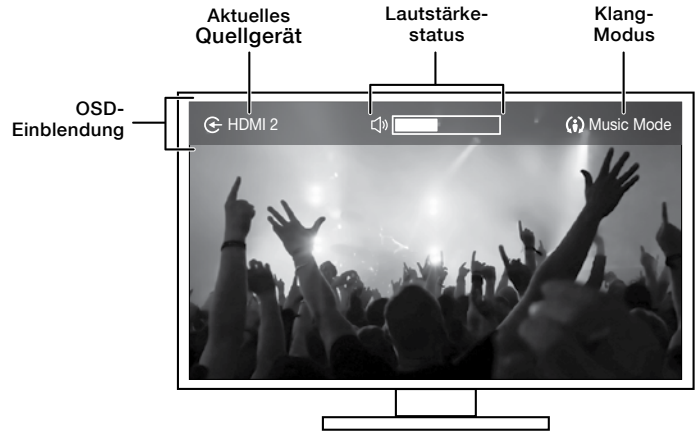 Aktuelles
Quellgerät
Lautstärke-
status
Klang-
Modus
OSD-
Einblendung
HDMI 2
Music Mode